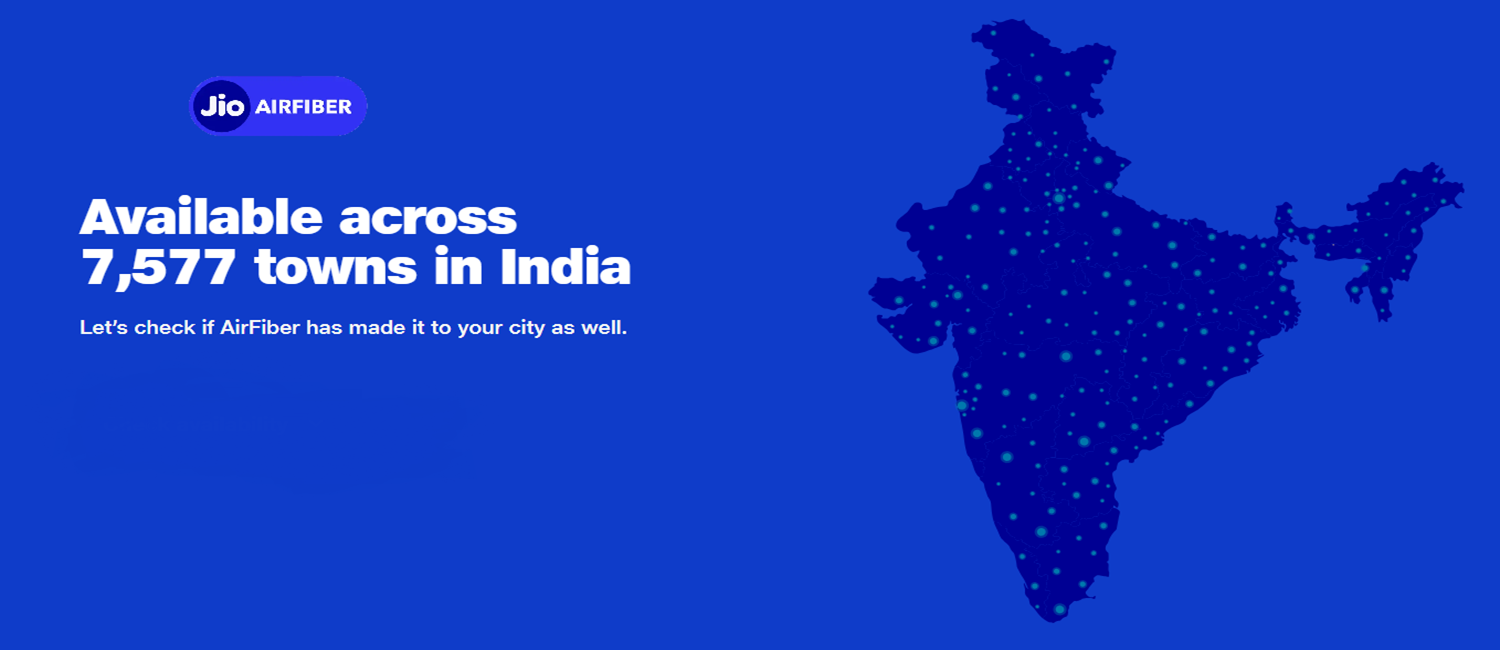 Jio AIRFIBER
Available across
7,577 towns in India
Let’s check if AirFiber has made it to your city as well.